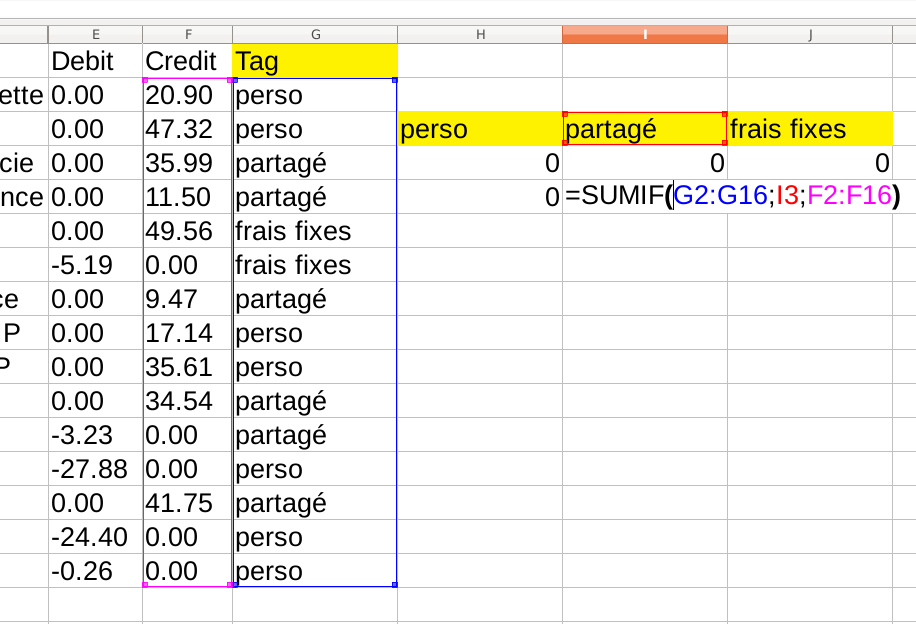 E F G H I J
Debit Credit Tag
ette 0.00 20.90 perso
0.00 47.32 perso perso partagé frais fixes
cie 0.00 35.99 partagé 0 0 0
nce 0.00 11.50 partagé 0 =SUMIF(G2:G16;I3;F2:F16)
0.00 49.56 frais fixes
-5.19 0.00 frais fixes
ce 0.00 9.47 partagé
P 0.00 17.14 perso
P 0.00 35.61 perso
0.00 34.54 partagé
-3.23 0.00 partagé
-27.88 0.00 perso
0.00 41.75 partagé
-24.40 0.00 perso
-0.26 0.00 perso